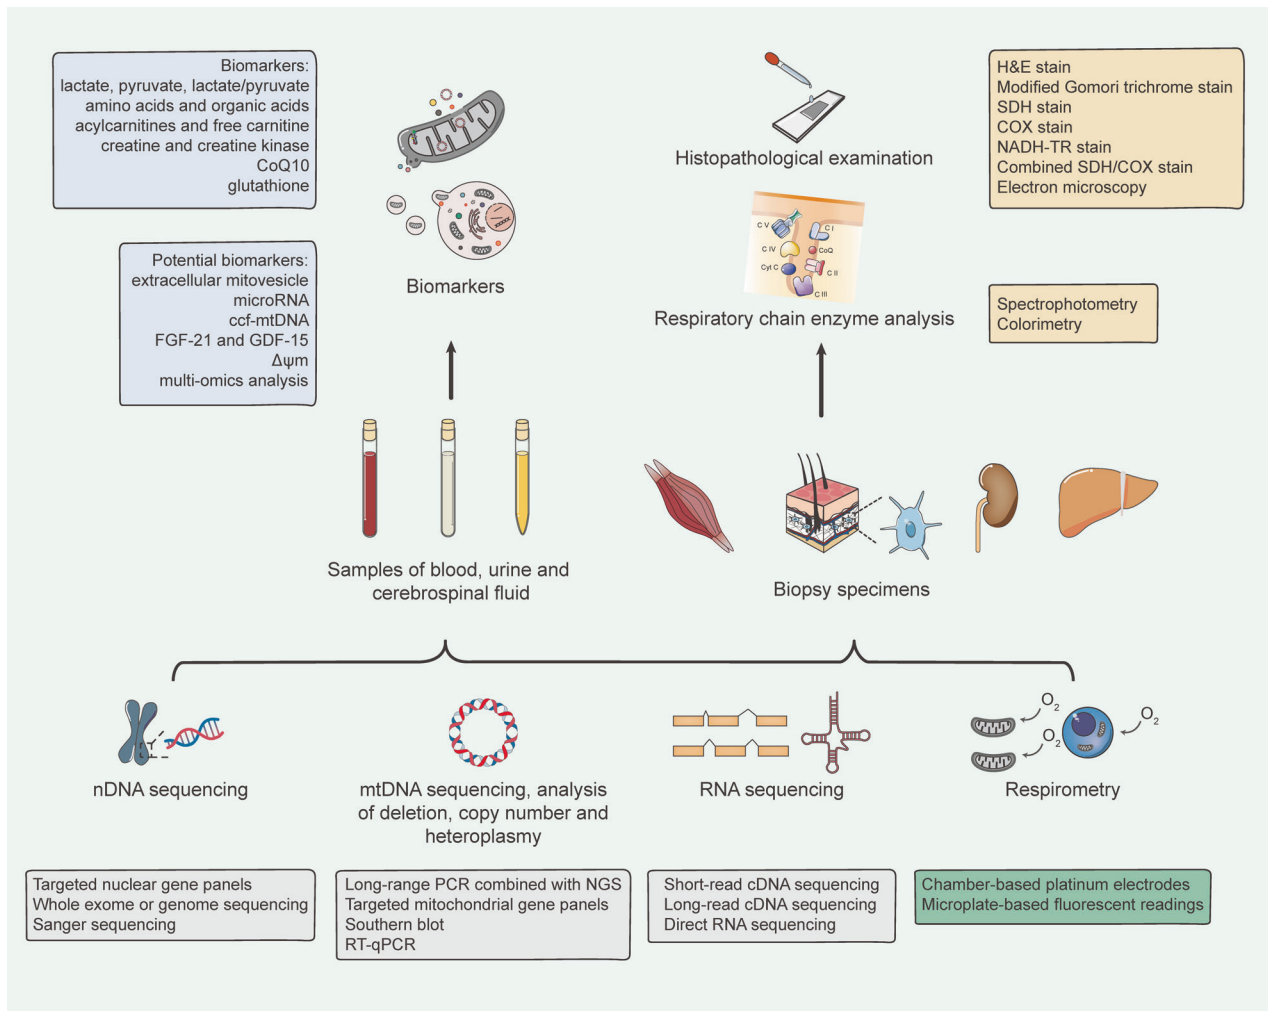 Biomarkers:
lactate, pyruvate, lactate/pyruvate
amino acids and organic acids
acylcarnitines and free carnitine
creatine and creatine kinase
CoQ10
glutathione
Potential biomarkers:
extracellular mitovesicle
microRNA
ccf-mtDNA
FGF-21 and GDF-15
Δψm
multi-omics analysis
Biomarkers
Histopathological examination
H&E stain
Modified Gomori trichrome stain
SDH stain
COX stain
NADH-TR stain
Combined SDH/COX stain
Electron microscopy
C V
C I
C IV
CoQ
Cyt C
C II
C III
Respiratory chain enzyme analysis
Spectrophotometry
Colorimetry
Samples of blood, urine and
cerebrospinal fluid
Biopsy specimens
nDNA sequencing
mtDNA sequencing, analysis
of deletion, copy number and
heteroplasmy
RNA sequencing
O₂
O₂
O₂
Respirometry
Targeted nuclear gene panels
Whole exome or genome sequencing
Sanger sequencing
Long-range PCR combined with NGS
Targeted mitochondrial gene panels
Southern blot
RT-qPCR
Short-read cDNA sequencing
Long-read cDNA sequencing
Direct RNA sequencing
Chamber-based platinum electrodes
Microplate-based fluorescent readings